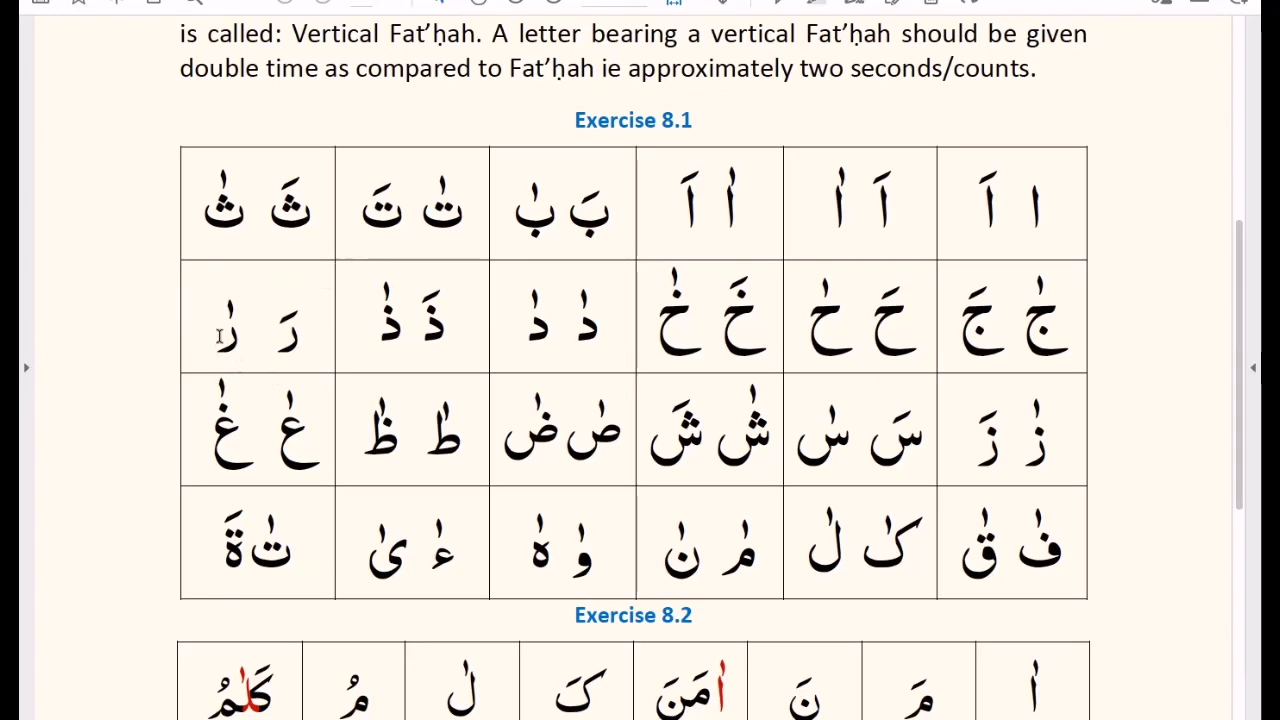 is called: Vertical Fat’ḥah. A letter bearing a vertical Fat’ḥah should be given
double time as compared to Fat’ḥah ie approximately two seconds/counts.
Exercise 8.1
ا اَ اَ اٰ اٰ اَ بَ بٰ تٰ تَ ثَ ثٰ
جٰ جَ حَ حٰ خَ خٰ دٰ دٰ ذَ ذٰ رَ رٰ
زٰ زَ سَ سٰ شٰ شَ صٰ ضٰ طٰ ظٰ عٰ غٰ
فٰ قٰ کٰ لٰ مٰ نٰ وٰ هٰ ءٰ یٰ تٰ ةَ
Exercise 8.2
اٰ مَ نَ اٰمَنَ کَ لٰ مُ کَلٰمُ